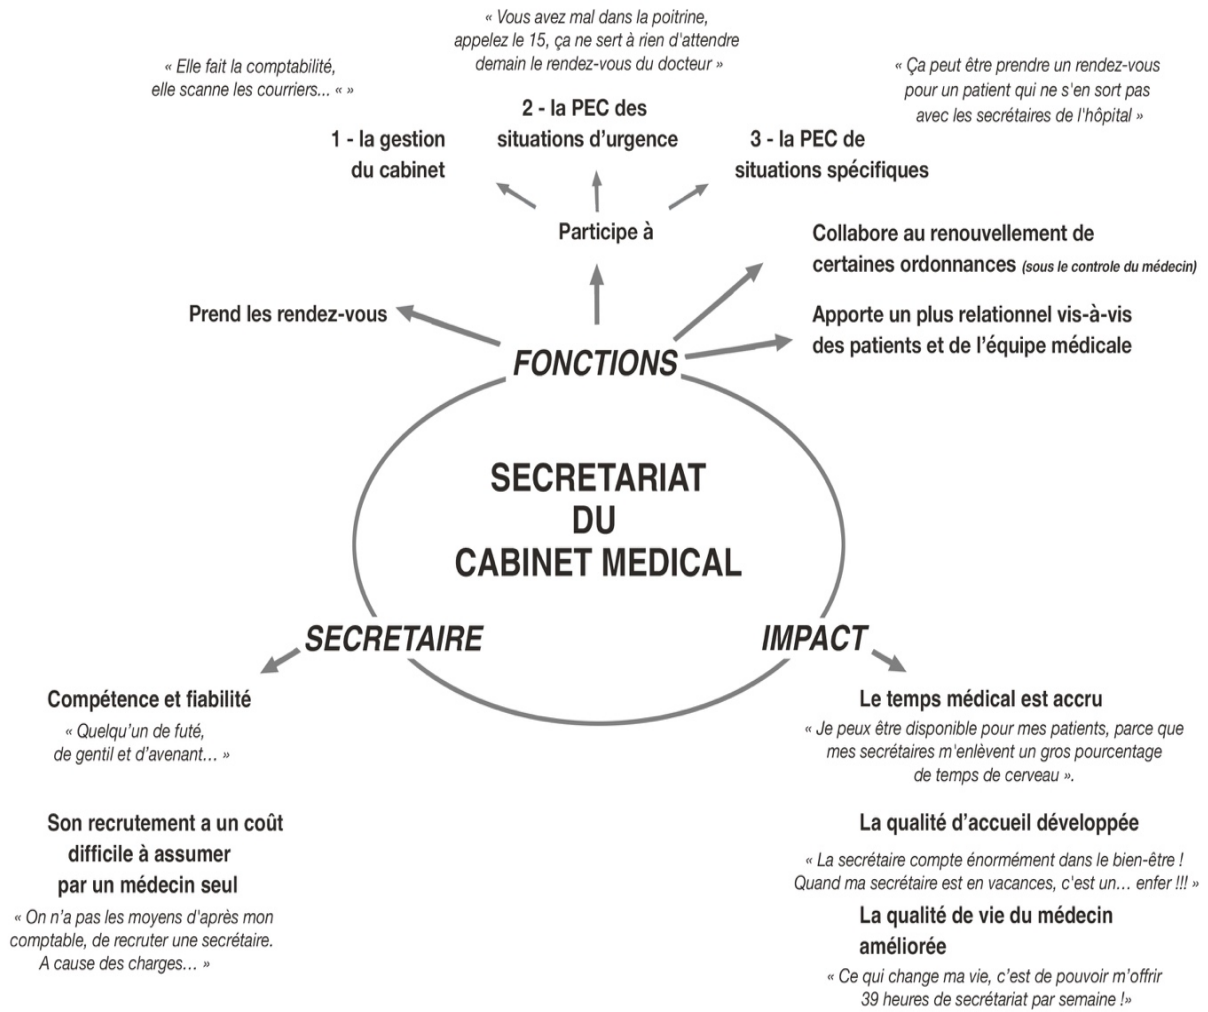 « Vous avez mal dans la poitrine,
appelez le 15, ça ne sert à rien d'attendre
demain le rendez-vous du docteur »
« Elle fait la comptabilité,
elle scanne les courriers... « »
« Ça peut être prendre un rendez-vous
pour un patient qui ne s'en sort pas
avec les secrétaires de l'hôpital »
1 - la gestion
du cabinet
2 - la PEC des
situations d’urgence
3 - la PEC de
situations spécifiques
Participe à
Prend les rendez-vous
Collabore au renouvellement de
certaines ordonnances (sous le controle du médecin)
Apporte un plus relationnel vis-à-vis
des patients et de l’équipe médicale
FONCTIONS
SECRETARIAT
DU
CABINET MEDICAL
SECRETAIRE
IMPACT
Compétence et fiabilité
« Quelqu’un de futé,
de gentil et d’avenant… »
Son recrutement a un coût
difficile à assumer
par un médecin seul
« On n’a pas les moyens d'après mon
comptable, de recruter une secrétaire.
A cause des charges… »
Le temps médical est accru
« Je peux être disponible pour mes patients, parce que
mes secrétaires m'enlèvent un gros pourcentage
de temps de cerveau ».
La qualité d’accueil développée
« La secrétaire compte énormément dans le bien-être !
Quand ma secrétaire est en vacances, c'est un… enfer !!! »
La qualité de vie du médecin
améliorée
« Ce qui change ma vie, c’est de pouvoir m’offrir
39 heures de secrétariat par semaine !»